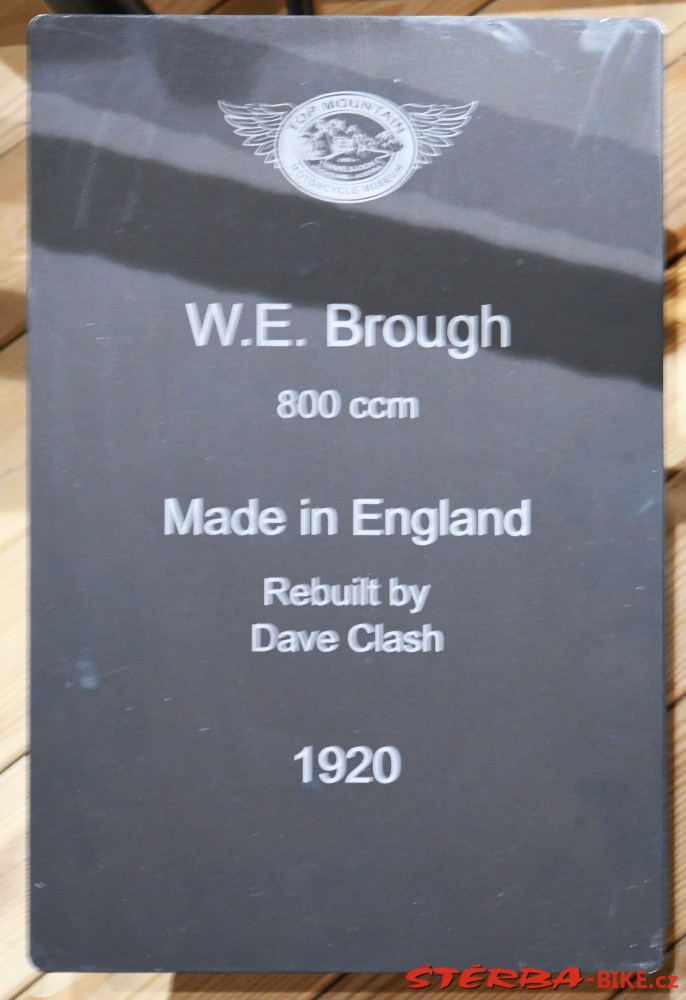 TOP MOUNTAIN
MOTORCYCLE MUSEUM
W.E. Brough
800 ccm
Made in England
Rebuilt by
Dave Clash
1920
ŠTĚRBA-BIKE.cz